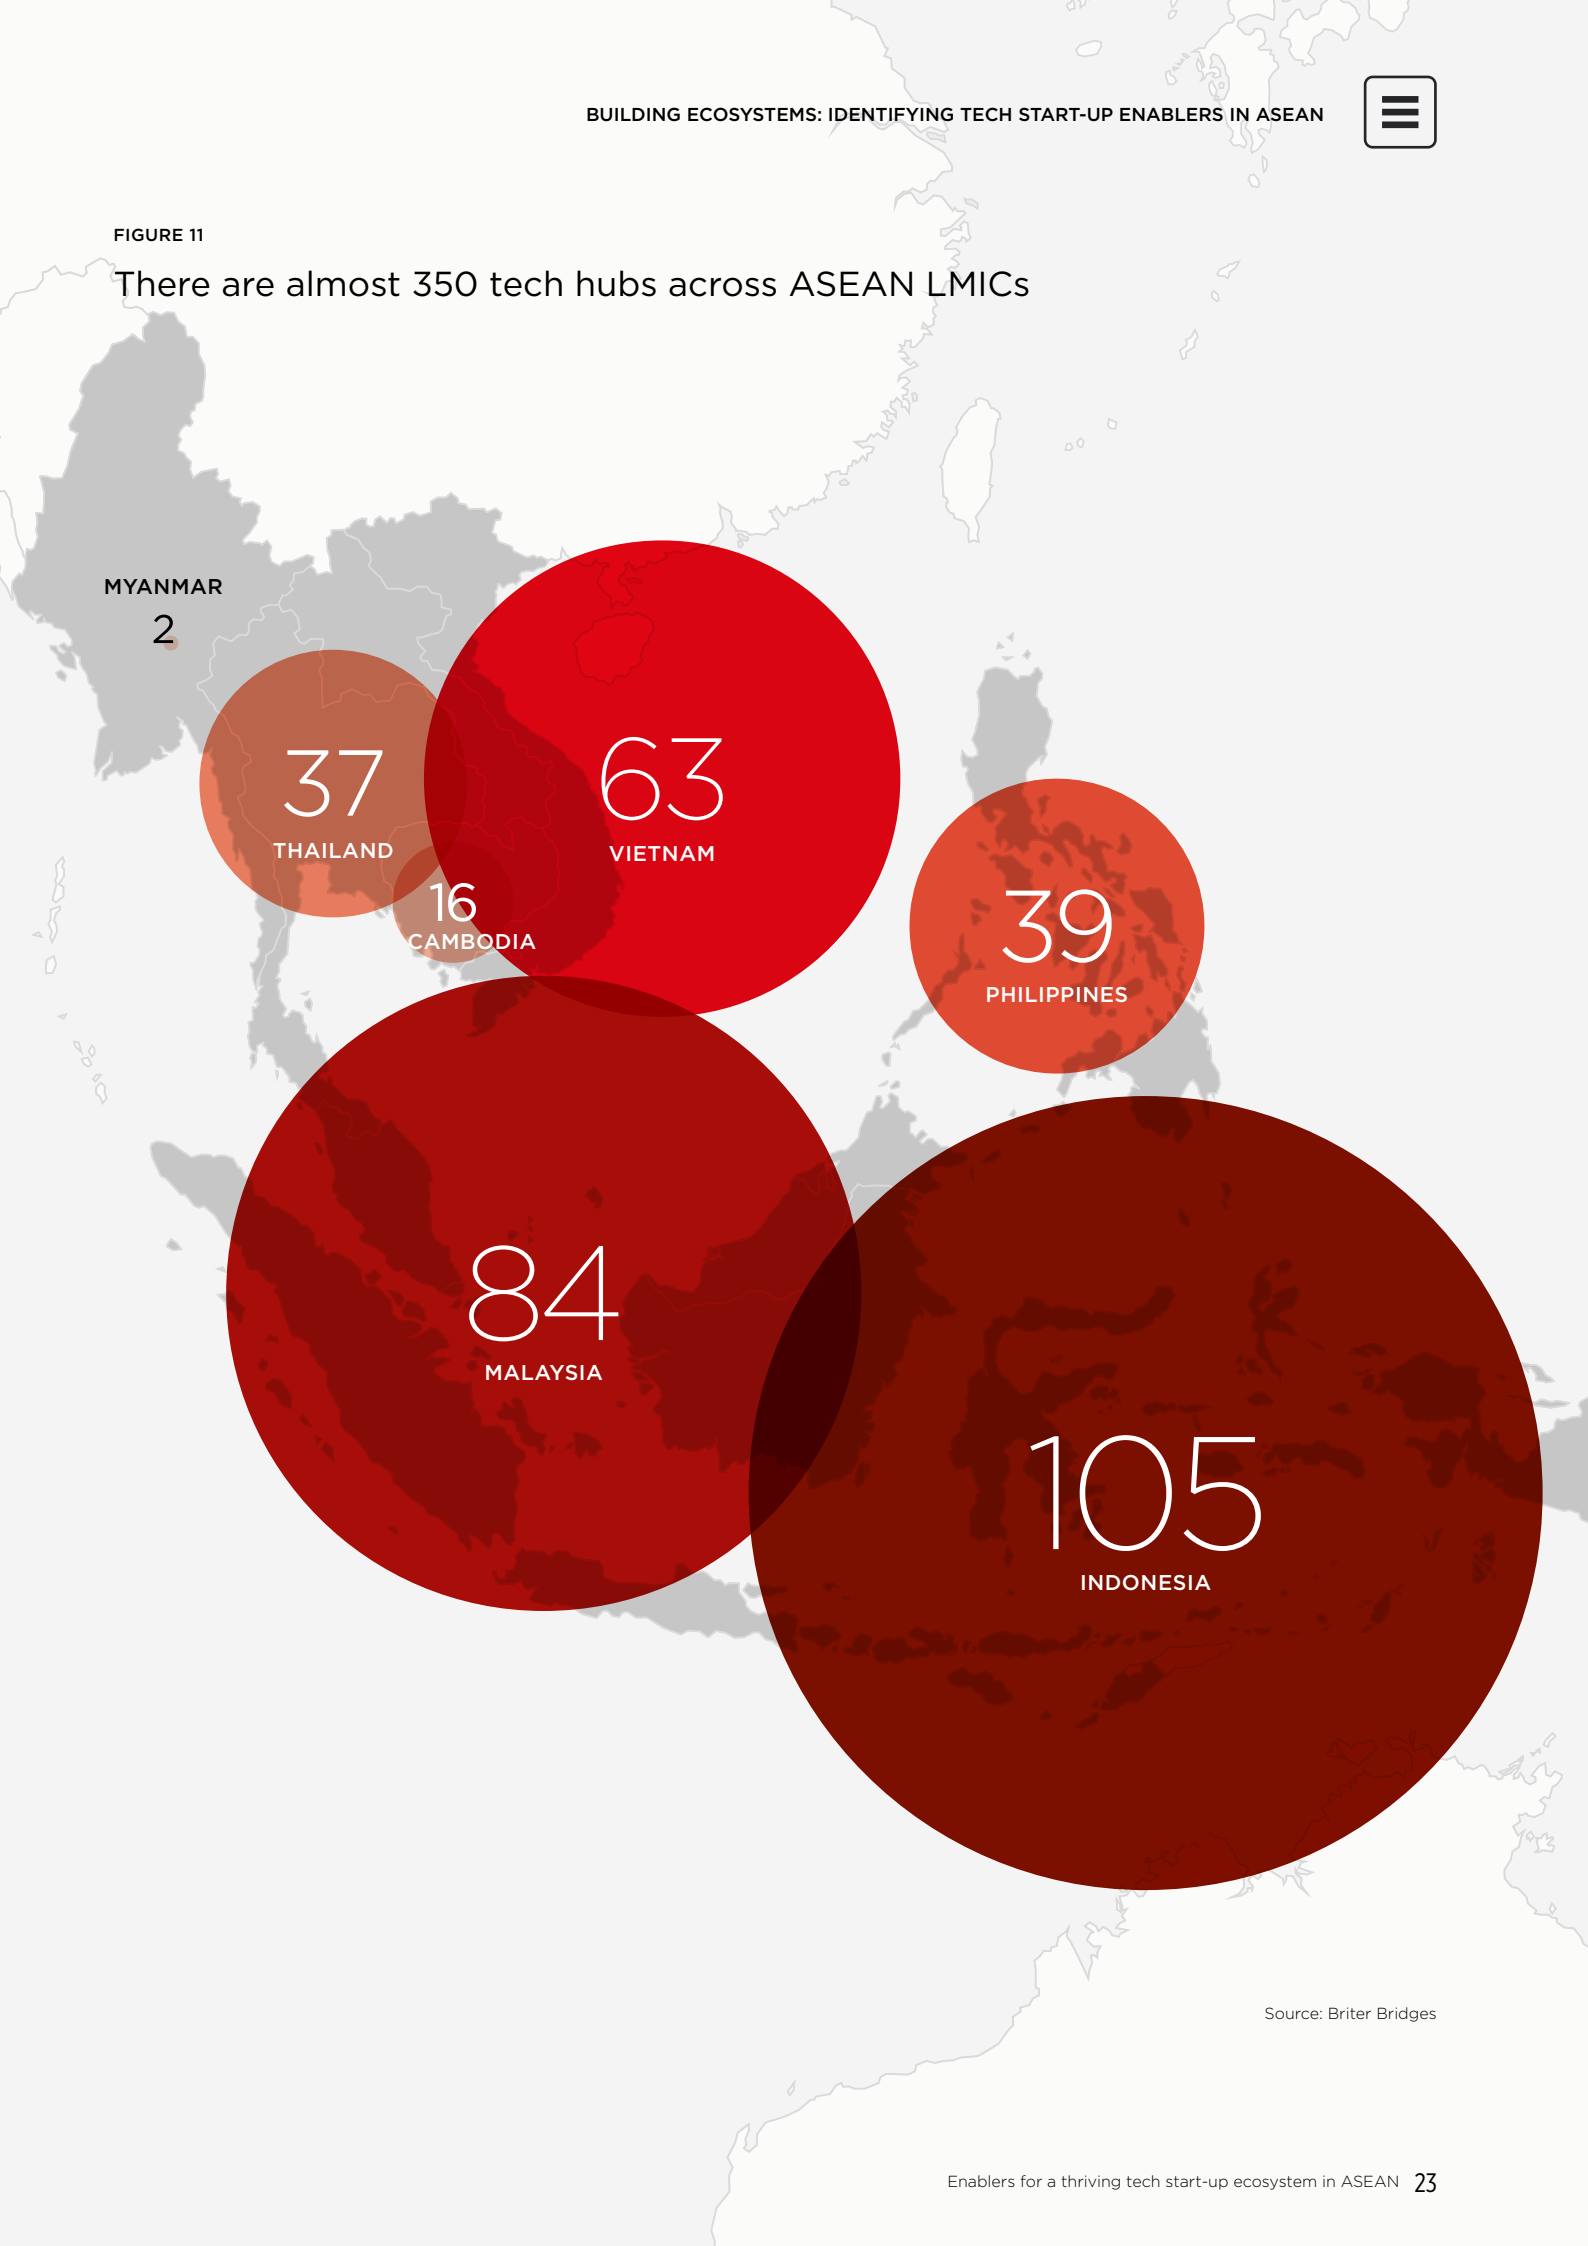 BUILDING ECOSYSTEMS: IDENTIFYING TECH START-UP ENABLERS IN ASEAN
FIGURE 11
There are almost 350 tech hubs across ASEAN LMICs
MYANMAR
2
37
THAILAND
63
VIETNAM
16
CAMBODIA
39
PHILIPPINES
84
MALAYSIA
105
INDONESIA
Source: Briter Bridges
Enablers for a thriving tech start-up ecosystem in ASEAN 23